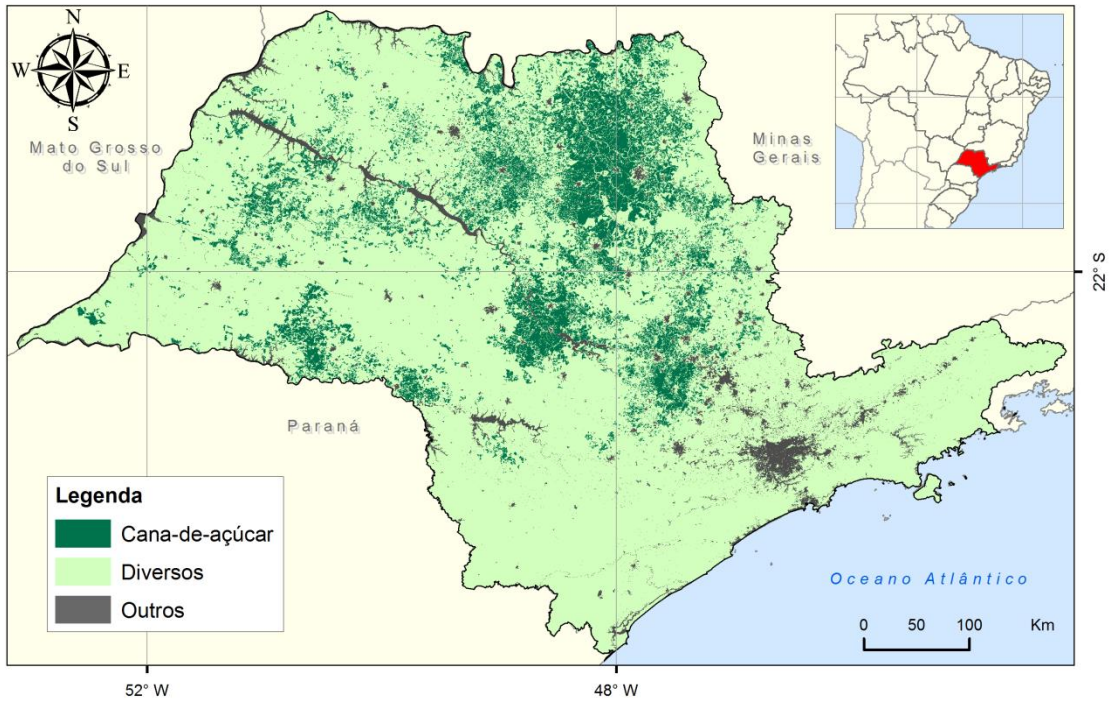 N
W E
S
Mato Grosso
do Sul
Minas
Gerais
22° S
Paraná
Legenda
Cana-de-açúcar
Diversos
Outros
Oceano Atlântico
0 50 100 Km
52° W 48° W